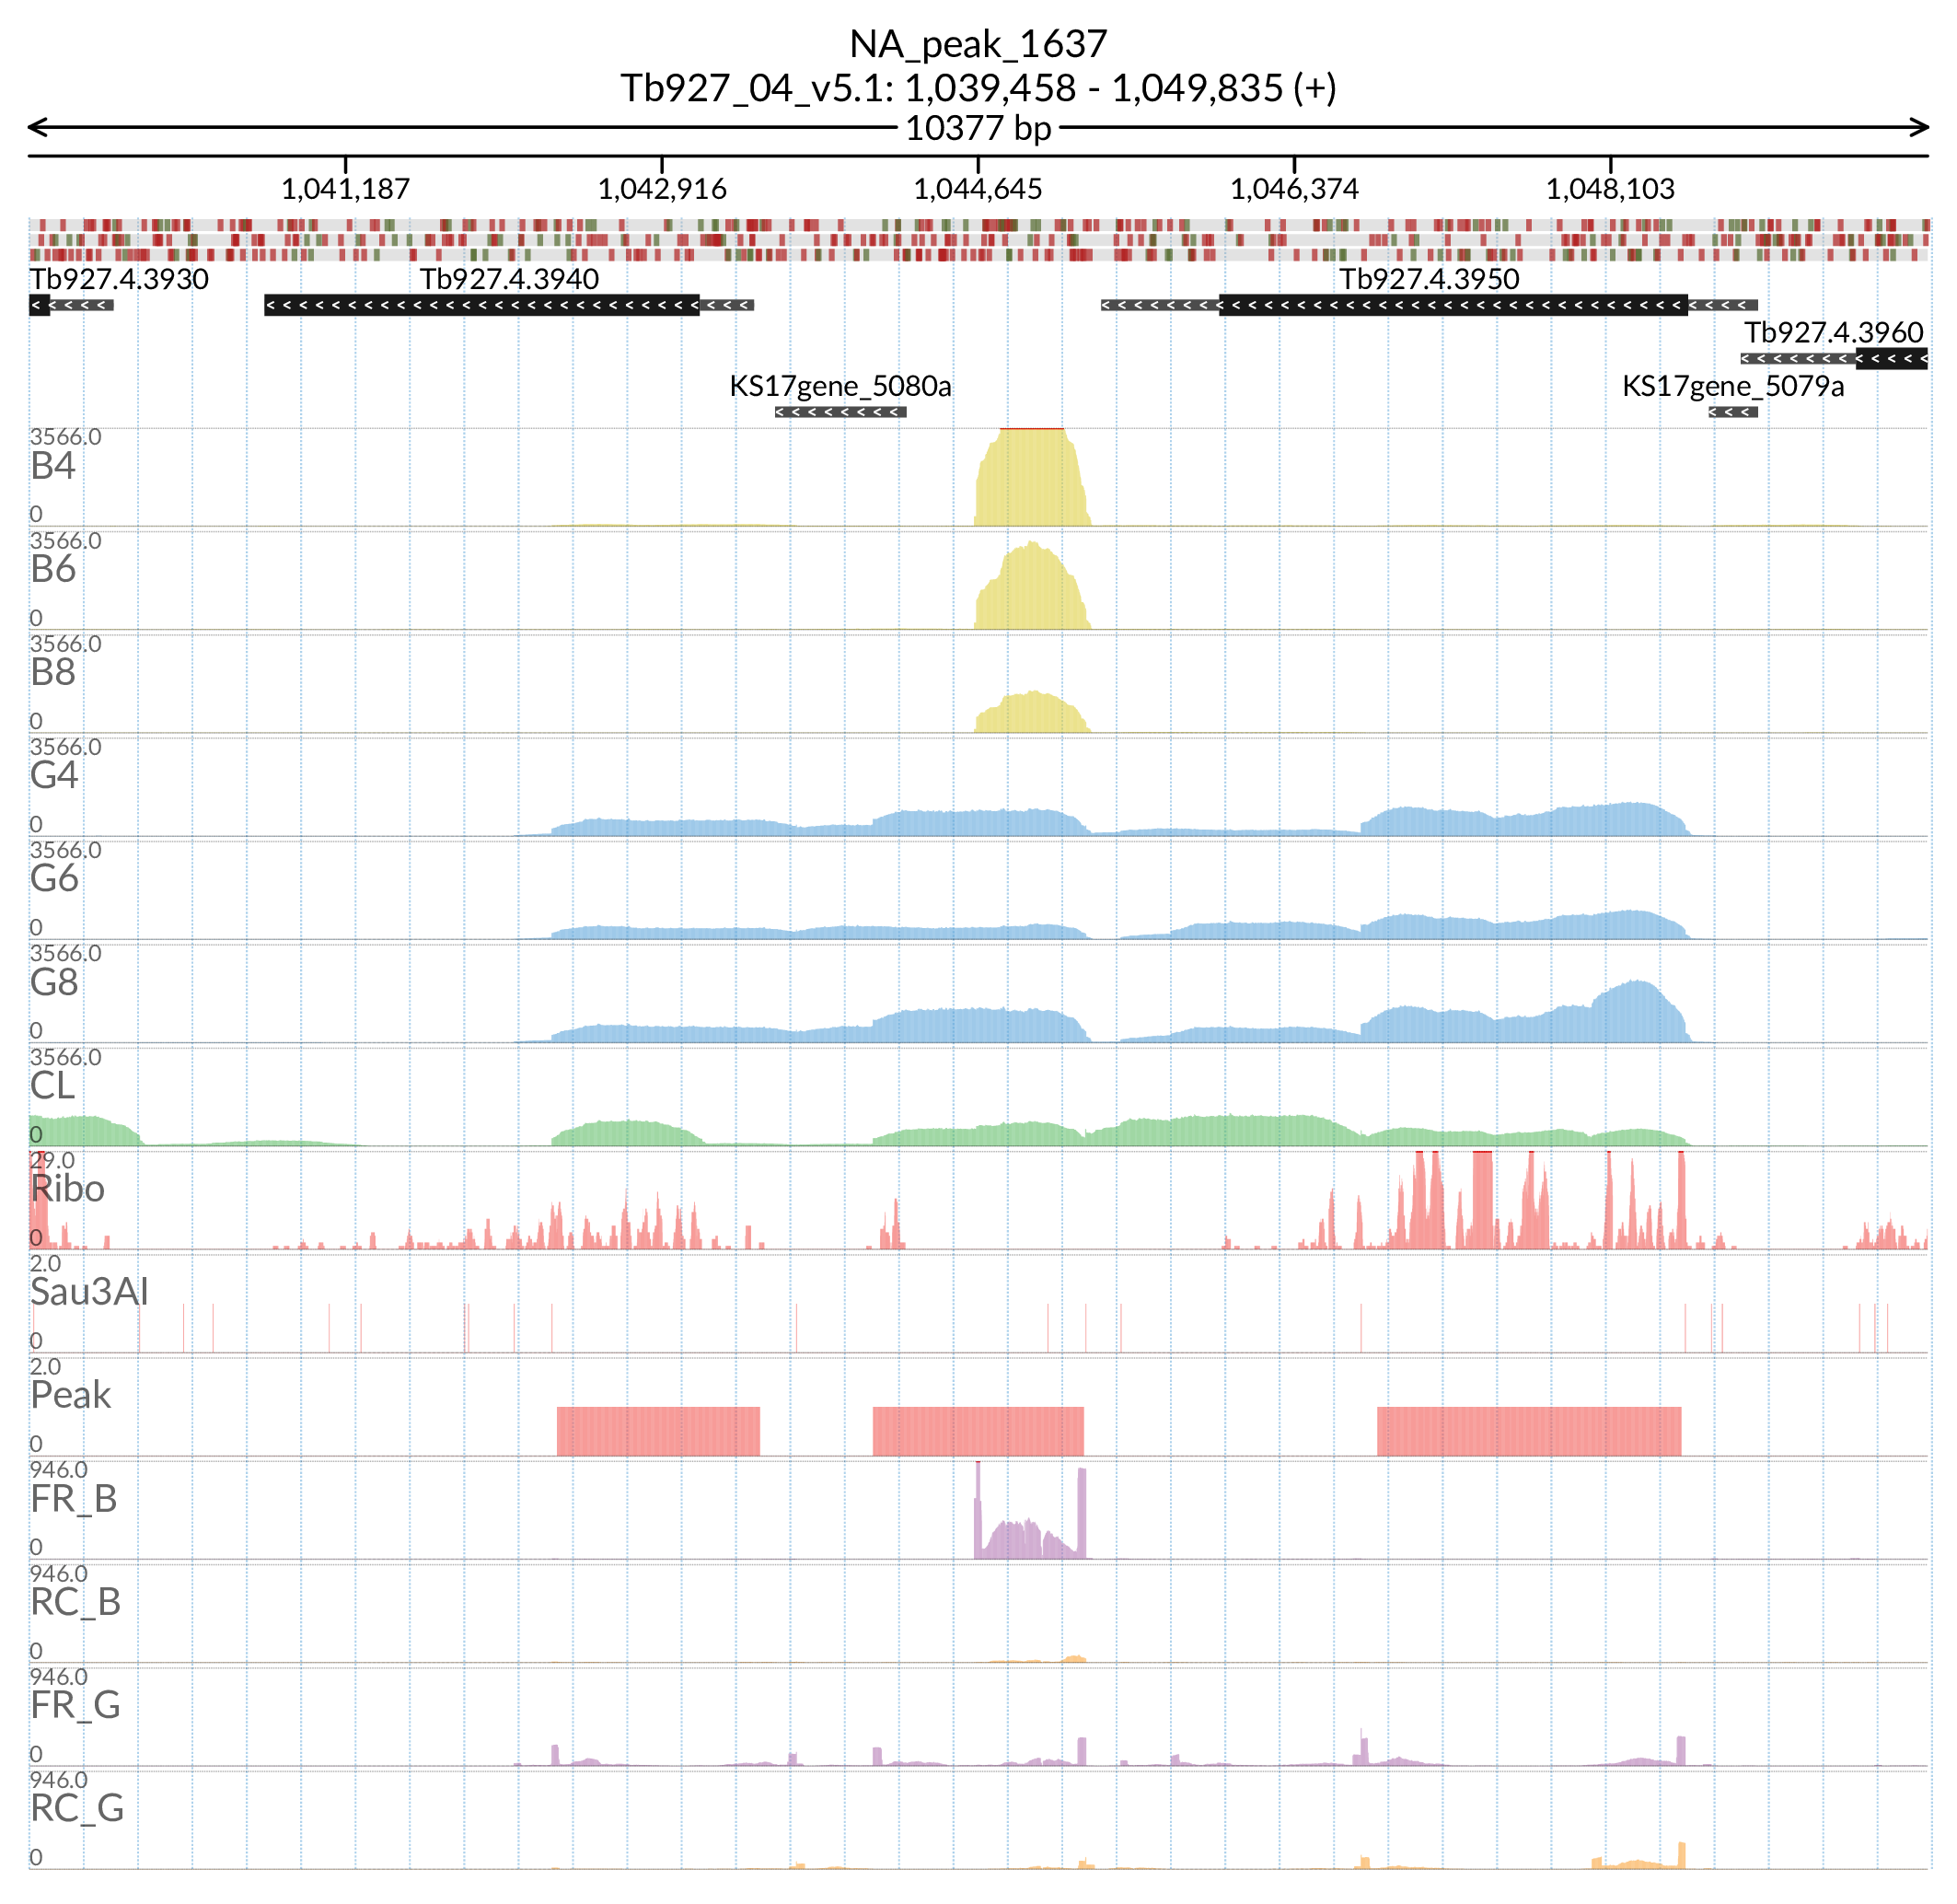 NA_peak_1637
Tb927_04_v5.1: 1,039,458 - 1,049,835 (+)
10377 bp
1,041,187 1,042,916 1,044,645 1,046,374 1,048,103
Tb927.4.3930 Tb927.4.3940 Tb927.4.3950
Tb927.4.3960
KS17gene_5080a KS17gene_5079a
3566.0
B4
0
3566.0
B6
0
3566.0
B8
0
3566.0
G4
0
3566.0
G6
0
3566.0
G8
0
3566.0
CL
0
29.0
Ribo
0
2.0
Sau3AI
0
2.0
Peak
0
946.0
FR_B
0
946.0
RC_B
0
946.0
FR_G
0
946.0
RC_G
0